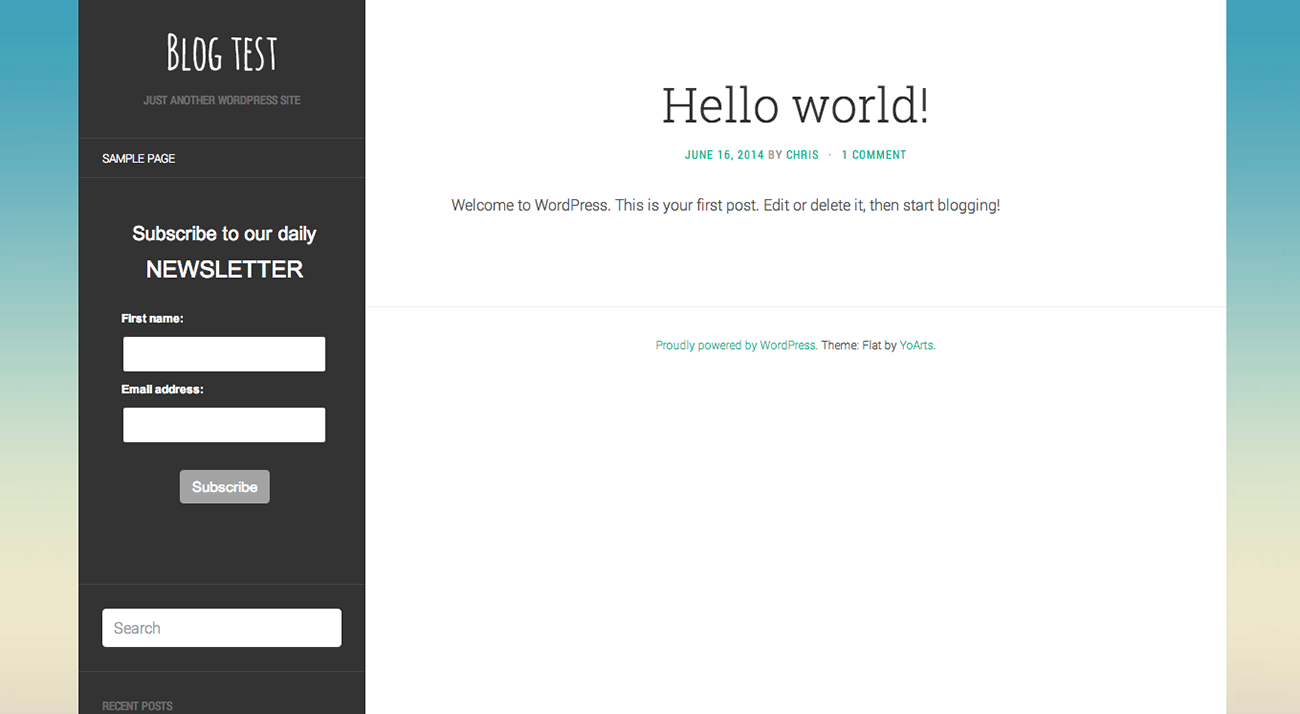 Blog test
JUST ANOTHER WORDPRESS SITE
SAMPLE PAGE
Subscribe to our daily
NEWSLETTER
First name:
Email address:
Subscribe
Search
RECENT POSTS
Hello world!
JUNE 16, 2014 BY CHRIS · 1 COMMENT
Welcome to WordPress. This is your first post. Edit or delete it, then start blogging!
Proudly powered by WordPress. Theme: Flat by YoArts.